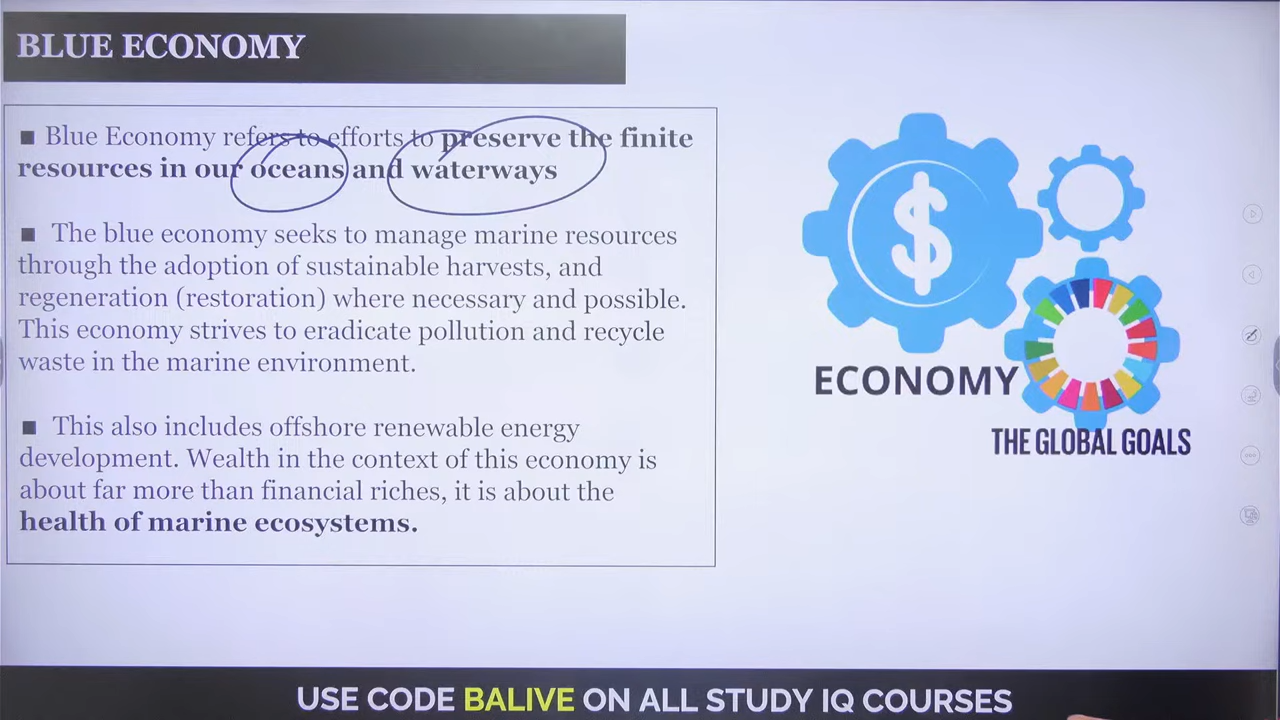 BLUE ECONOMY
■ Blue Economy refers to efforts to preserve the finite
resources in our oceans and waterways
■ The blue economy seeks to manage marine resources
through the adoption of sustainable harvests, and
regeneration (restoration) where necessary and possible.
This economy strives to eradicate pollution and recycle
waste in the marine environment.
■ This also includes offshore renewable energy
development. Wealth in the context of this economy is
about far more than financial riches, it is about the
health of marine ecosystems.
$
ECONOMY
THE GLOBAL GOALS
USE CODE BALIVE ON ALL STUDY IQ COURSES